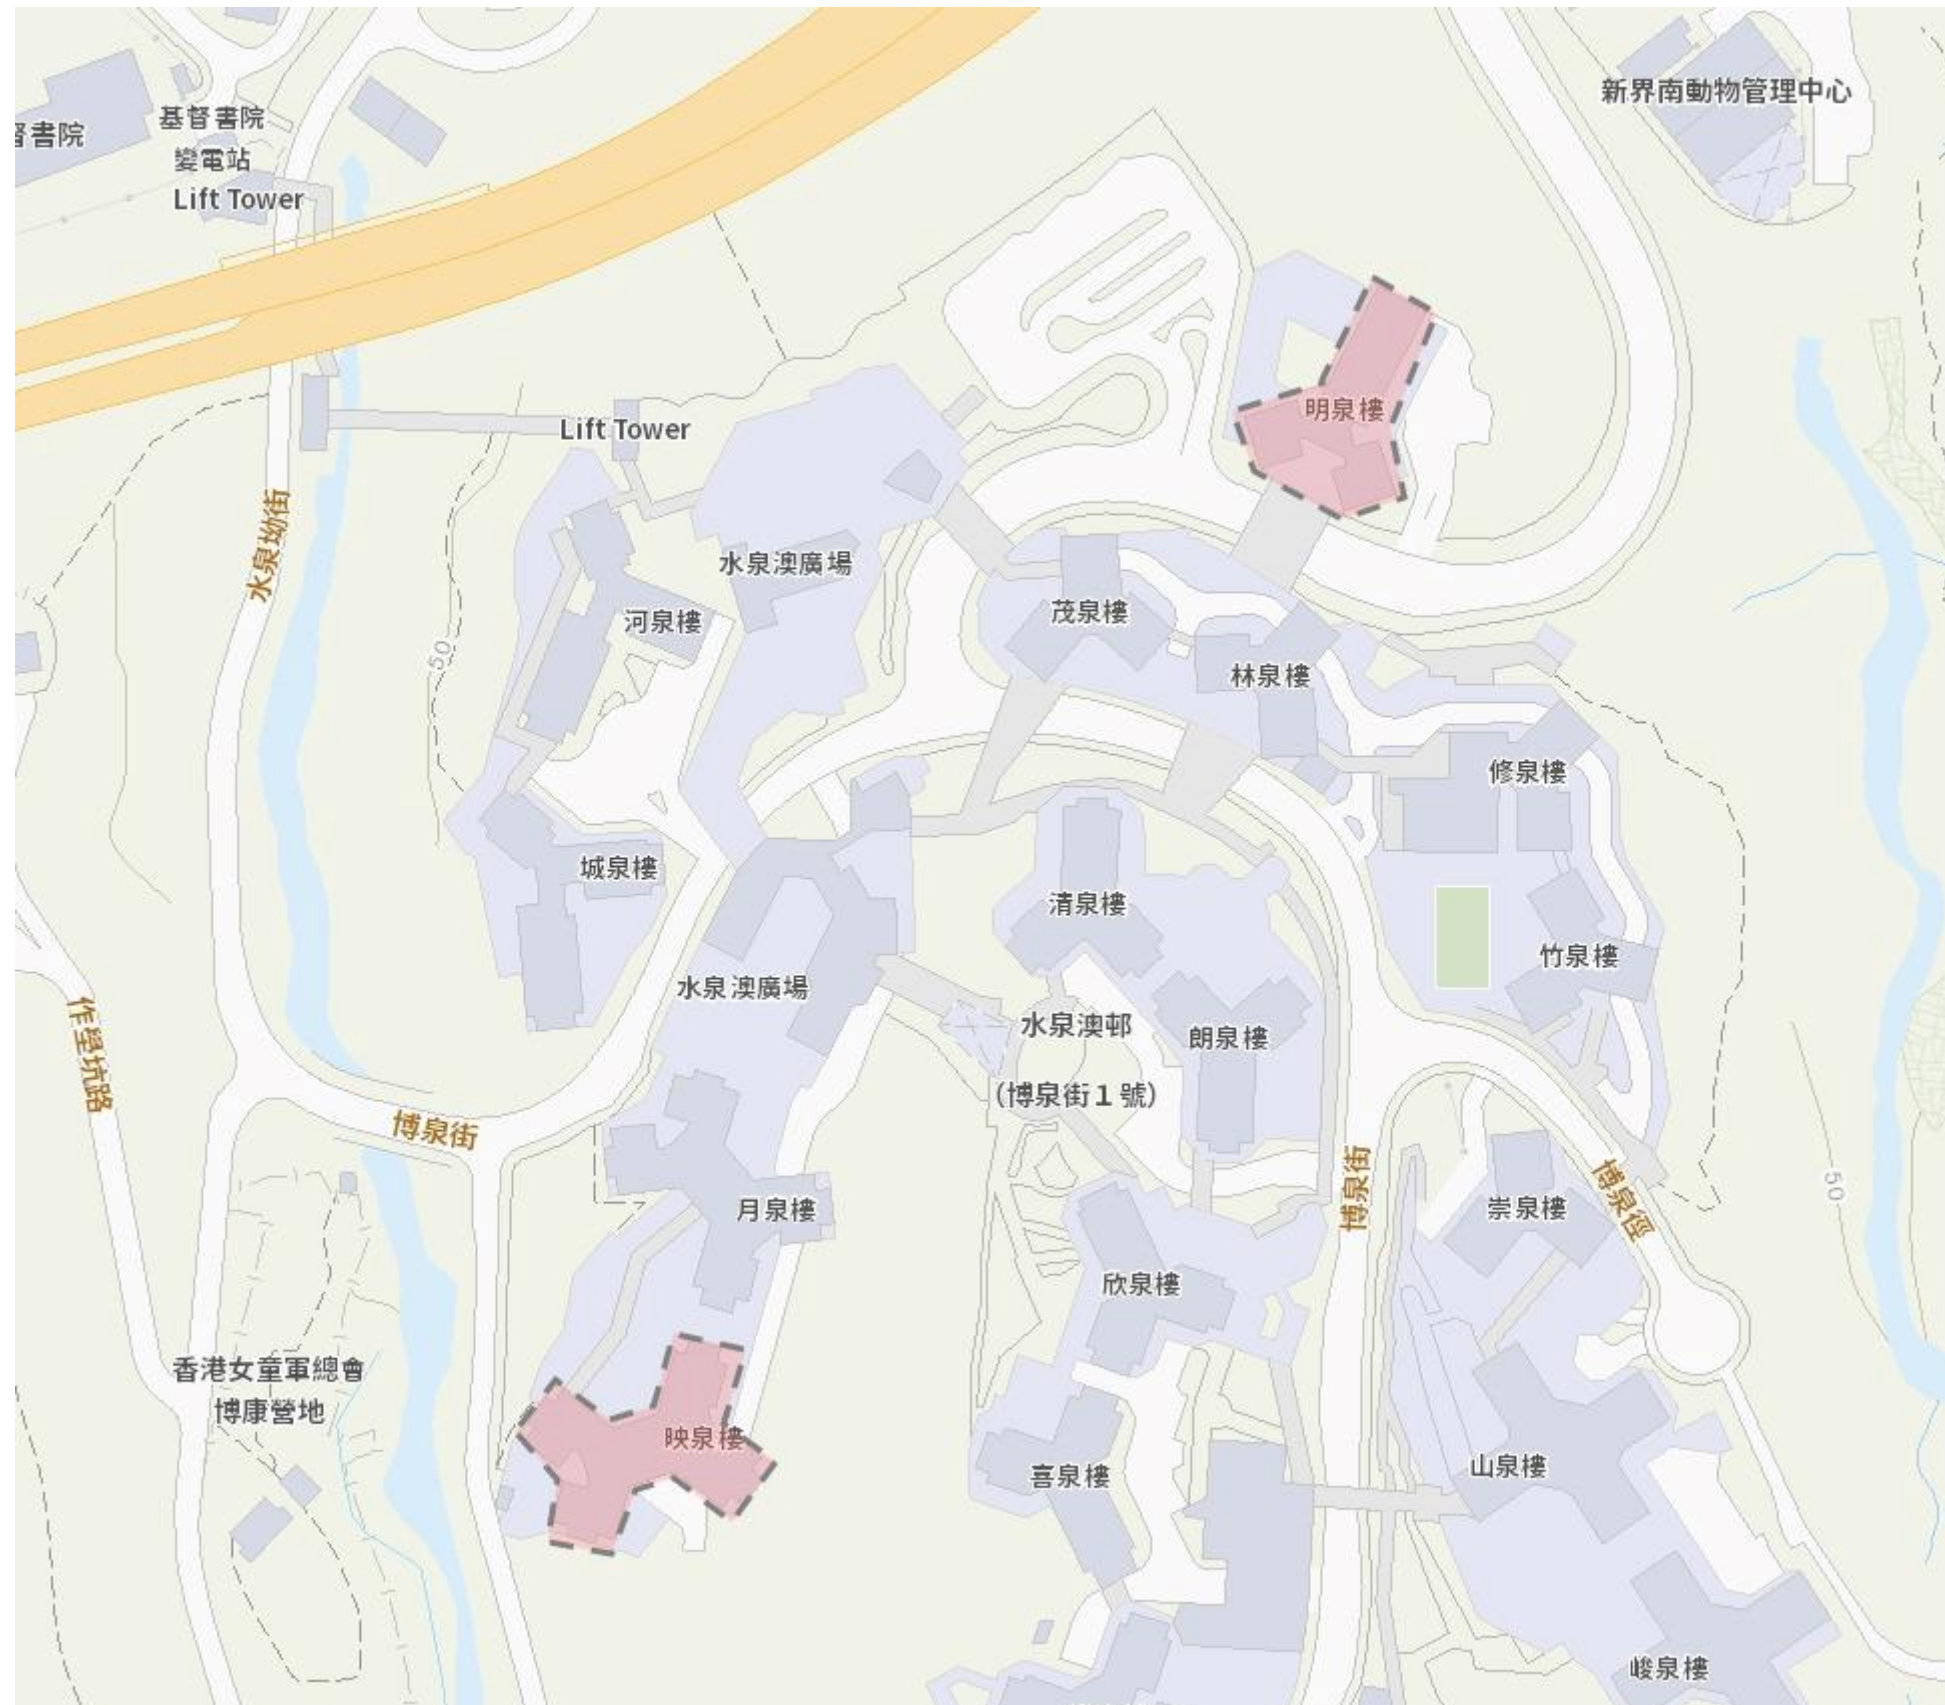 新界南動物管理中心
基督書院
變電站
督書院
Lift Tower
明泉樓
Lift Tower
水泉坳街
水泉澳廣場
河泉樓
茂泉樓
50
林泉樓
修泉樓
城泉樓
清泉樓
竹泉樓
水泉澳廣場
水泉澳邨
（博泉街１號）
朗泉樓
作壆坑路
博泉街
博泉街
博泉徑
50
月泉樓
崇泉樓
欣泉樓
香港女童軍總會
博康營地
映泉樓
喜泉樓
山泉樓
峻泉樓